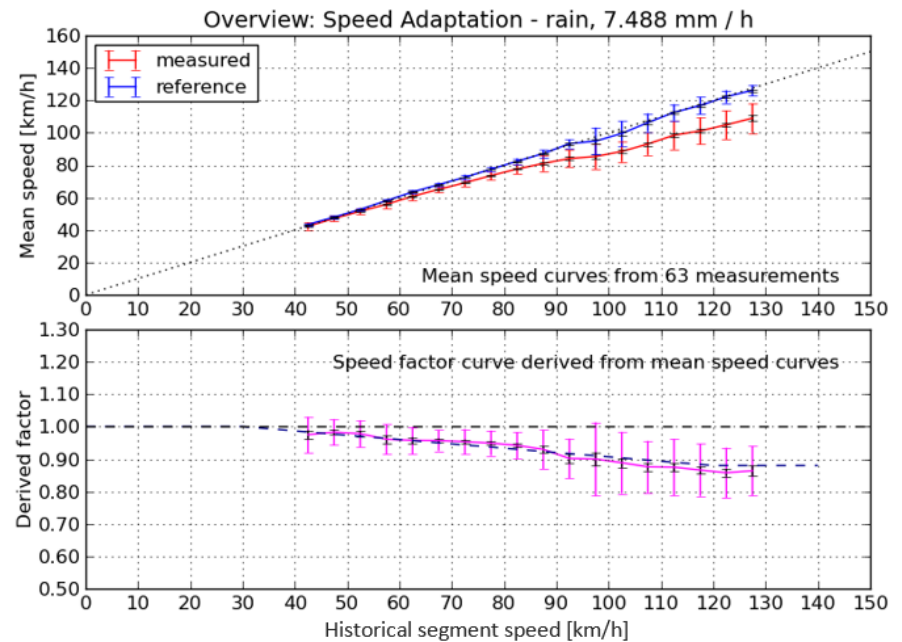 Overview: Speed Adaptation - rain, 7.488 mm / h
160
140
120
100
80
60
40
20
0
Mean speed [km/h]
measured
reference
Mean speed curves from 63 measurements
0 10 20 30 40 50 60 70 80 90 100 110 120 130 140 150
1.30
1.20
1.10
1.00
0.90
0.80
0.70
0.60
0.50
Derived factor
Speed factor curve derived from mean speed curves
0 10 20 30 40 50 60 70 80 90 100 110 120 130 140 150
Historical segment speed [km/h]